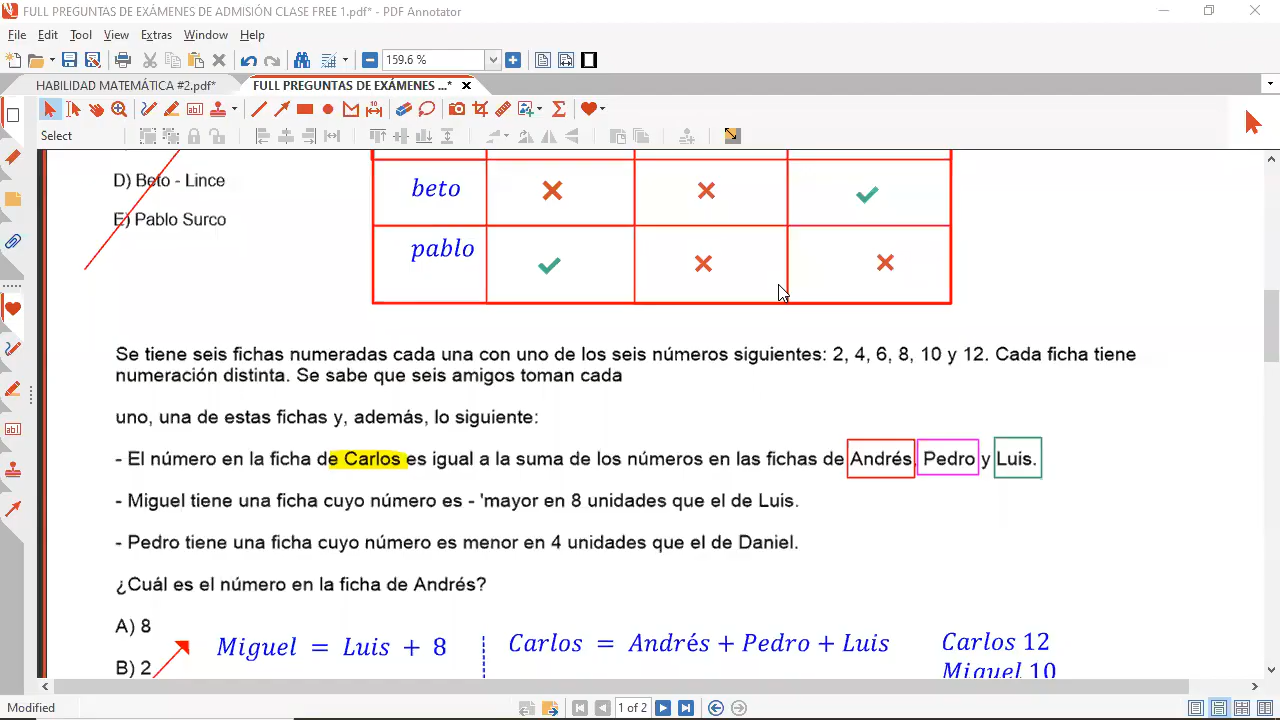 FULL PREGUNTAS DE EXÁMENES DE ADMISIÓN CLASE FREE 1.pdf* - PDF Annotator
File Edit Tool View Extras Window Help
159.6 %
HABILIDAD MATEMÁTICA #2.pdf* FULL PREGUNTAS DE EXÁMENES ...*
Select
D) Beto - Lince
beto
E) Pablo Surco
pablo
Se tiene seis fichas numeradas cada una con uno de los seis números siguientes: 2, 4, 6, 8, 10 y 12. Cada ficha tiene
numeración distinta. Se sabe que seis amigos toman cada
uno, una de estas fichas y, además, lo siguiente:
- El número en la ficha de Carlos es igual a la suma de los números en las fichas de Andrés, Pedro y Luis.
- Miguel tiene una ficha cuyo número es - 'mayor en 8 unidades que el de Luis.
- Pedro tiene una ficha cuyo número es menor en 4 unidades que el de Daniel.
¿Cuál es el número en la ficha de Andrés?
A) 8
Miguel = Luis + 8 Carlos = Andrés + Pedro + Luis Carlos 12
B) 2 Miguel 10
Modified 1 of 2